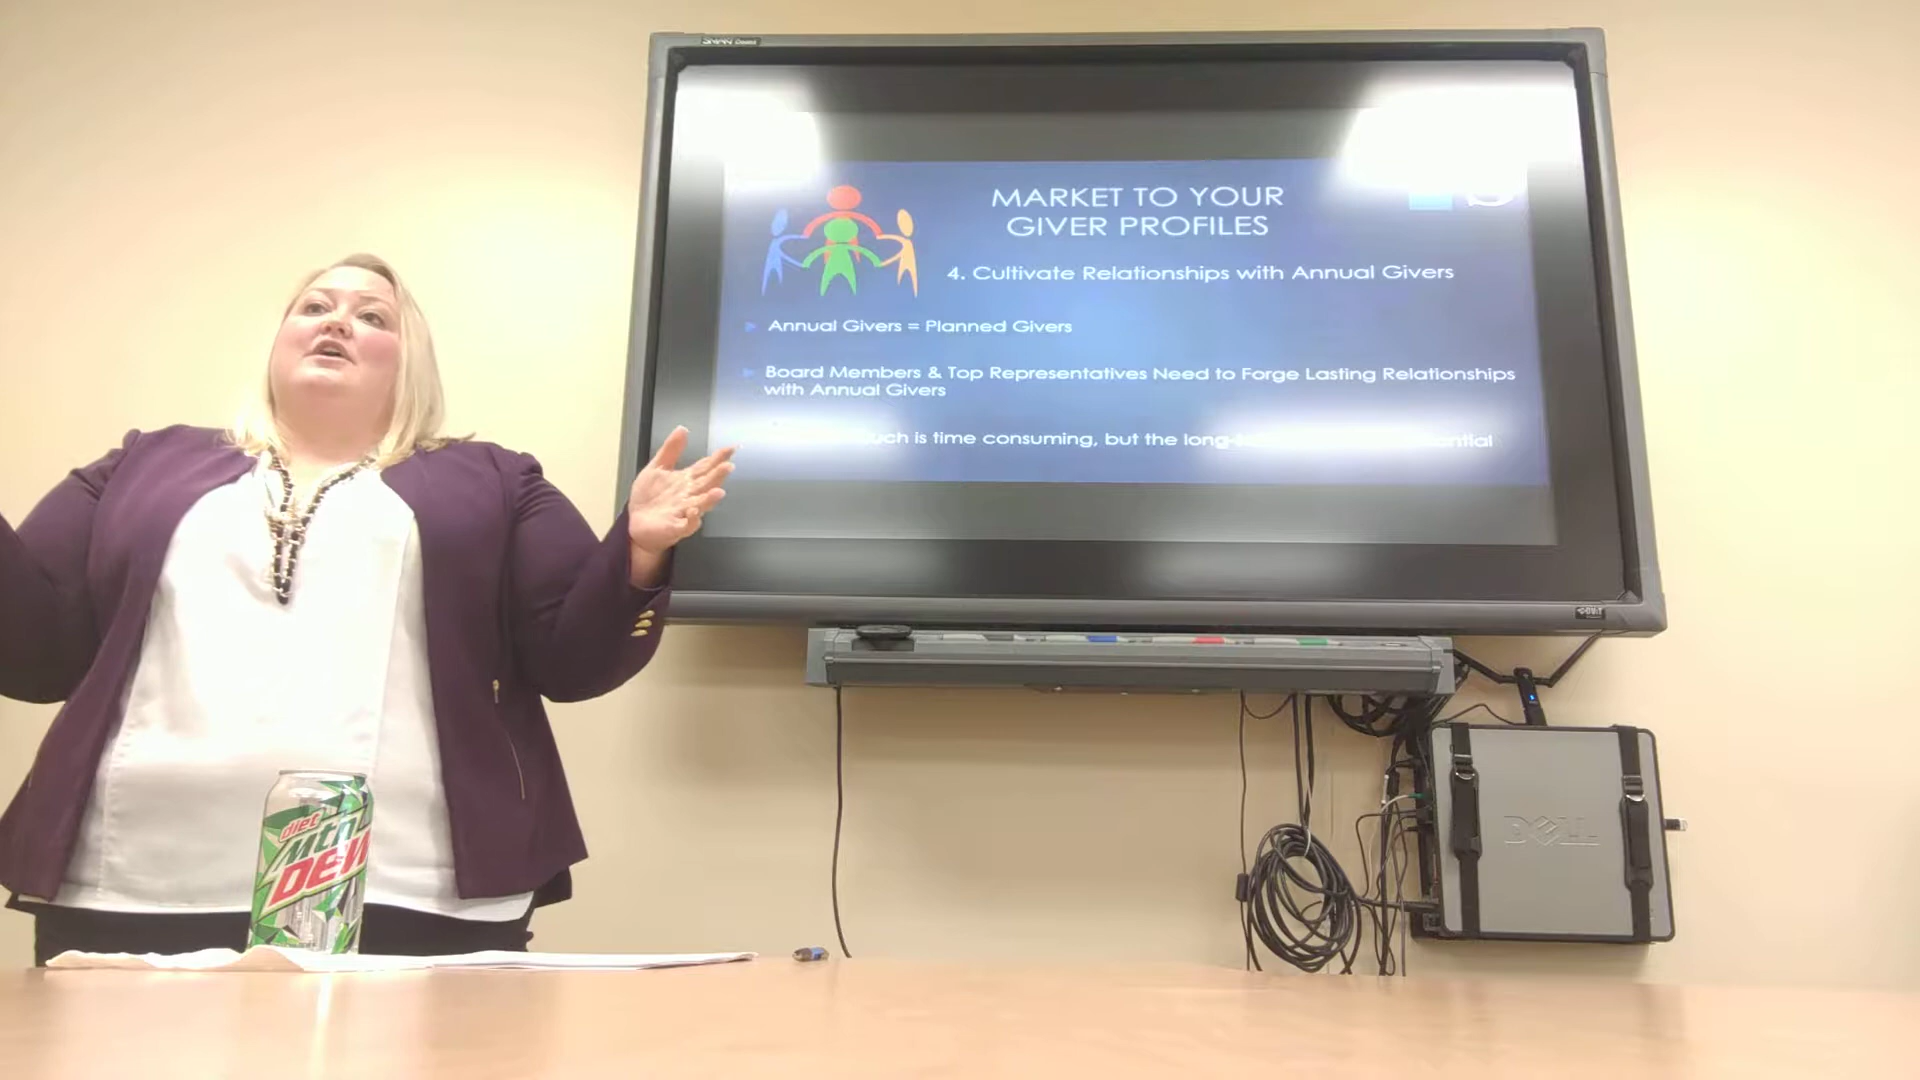 MARKET TO YOUR
GIVER PROFILES
4. Cultivate Relationships with Annual Givers
Annual Givers = Planned Givers
Board Members & Top Representatives Need to Forge Lasting Relationships
with Annual Givers
is time consuming, but the
diet
Mtn
DEW
DELL